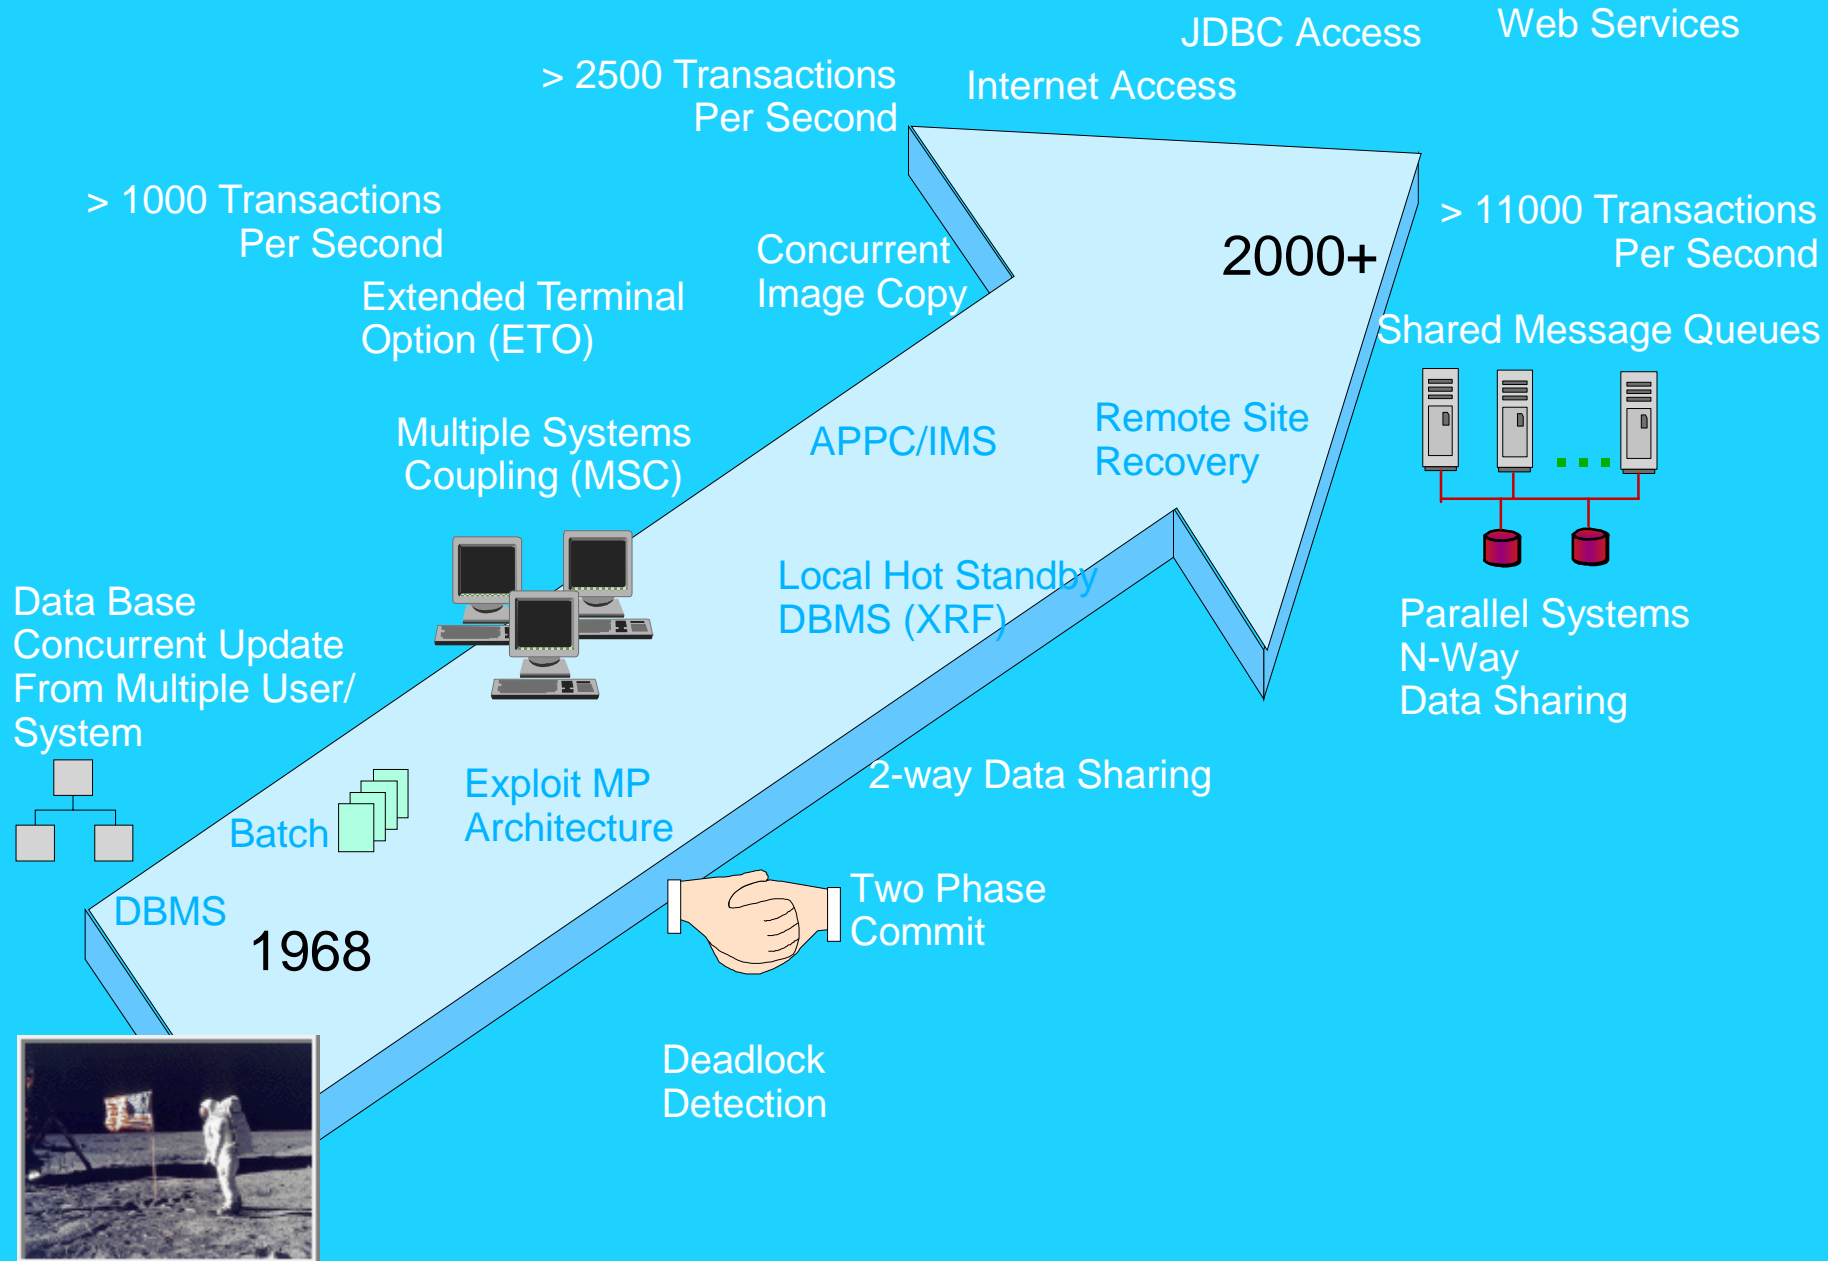 JDBC Access
Web Services
> 2500 Transactions
Per Second
Internet Access
> 1000 Transactions
Per Second
> 11000 Transactions
Per Second
Concurrent
Image Copy
2000+
Extended Terminal
Option (ETO)
Shared Message Queues
Multiple Systems
Coupling (MSC)
APPC/IMS
Remote Site
Recovery
Local Hot Standby
DBMS (XRF)
Data Base
Concurrent Update
From Multiple User/
System
Parallel Systems
N-Way
Data Sharing
Batch
Exploit MP
Architecture
2-way Data Sharing
DBMS
1968
Two Phase
Commit
Deadlock
Detection